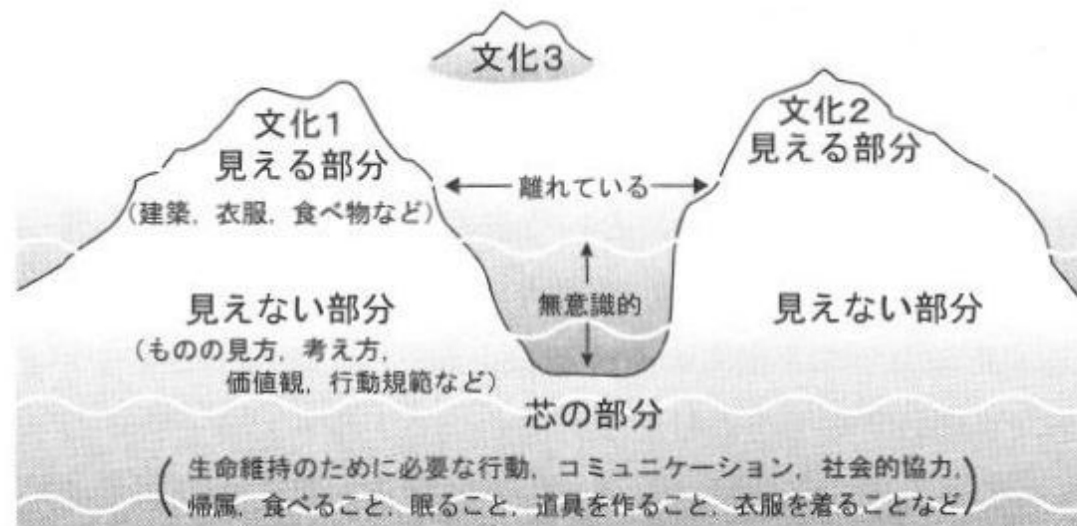 文化3
文化1
見える部分
(建築，衣服，食べ物など)
文化2
見える部分
離れている
無意識的
見えない部分
(ものの見方，考え方，
価値観，行動規範など)
見えない部分
芯の部分
(生命維持のために必要な行動，コミュニケーション，社会的協力，
帰属，食べること，眠ること，道具を作ること，衣服を着ることなど)